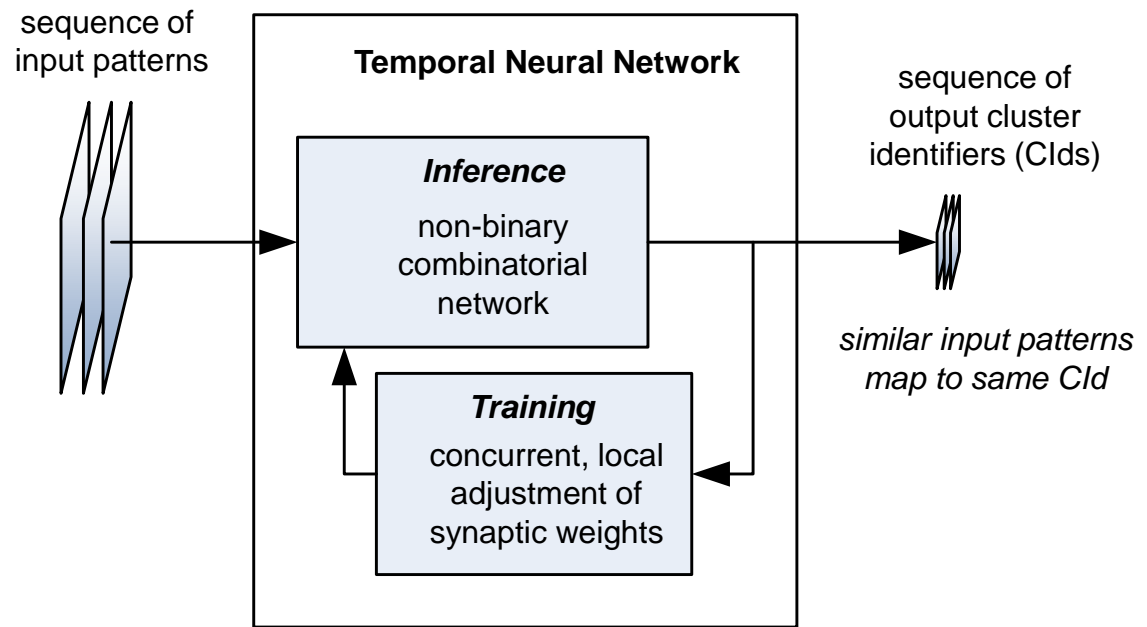 sequence of
input patterns
Temporal Neural Network
Inference
non-binary
combinatorial
network
Training
concurrent, local
adjustment of
synaptic weights
sequence of
output cluster
identifiers (CIds)
similar input patterns
map to same CId